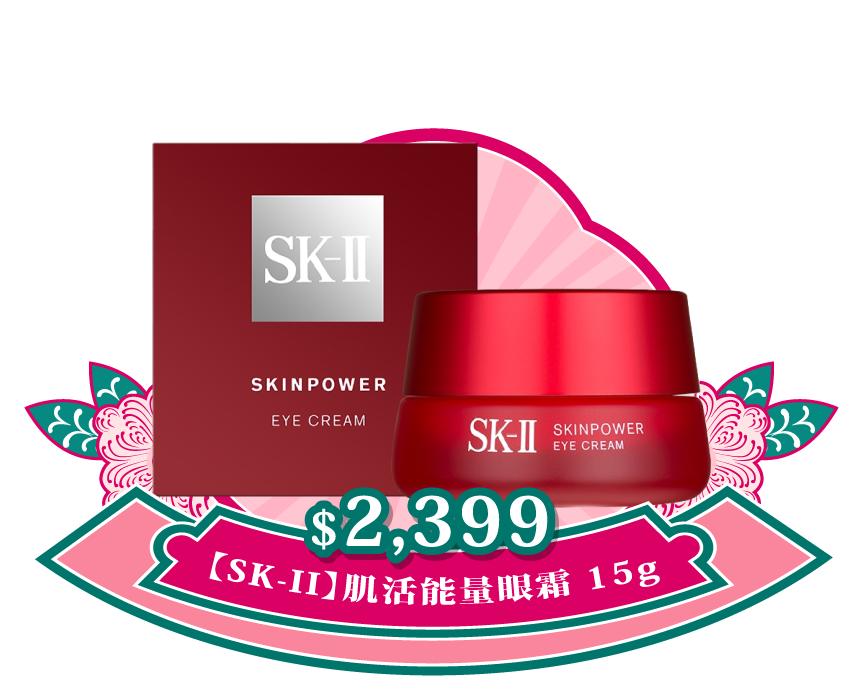 SK-II
SKINPOWER
EYE CREAM
SK-II
SKINPOWER
EYE CREAM
$2,399
【SK-II】肌活能量眼霜 15g